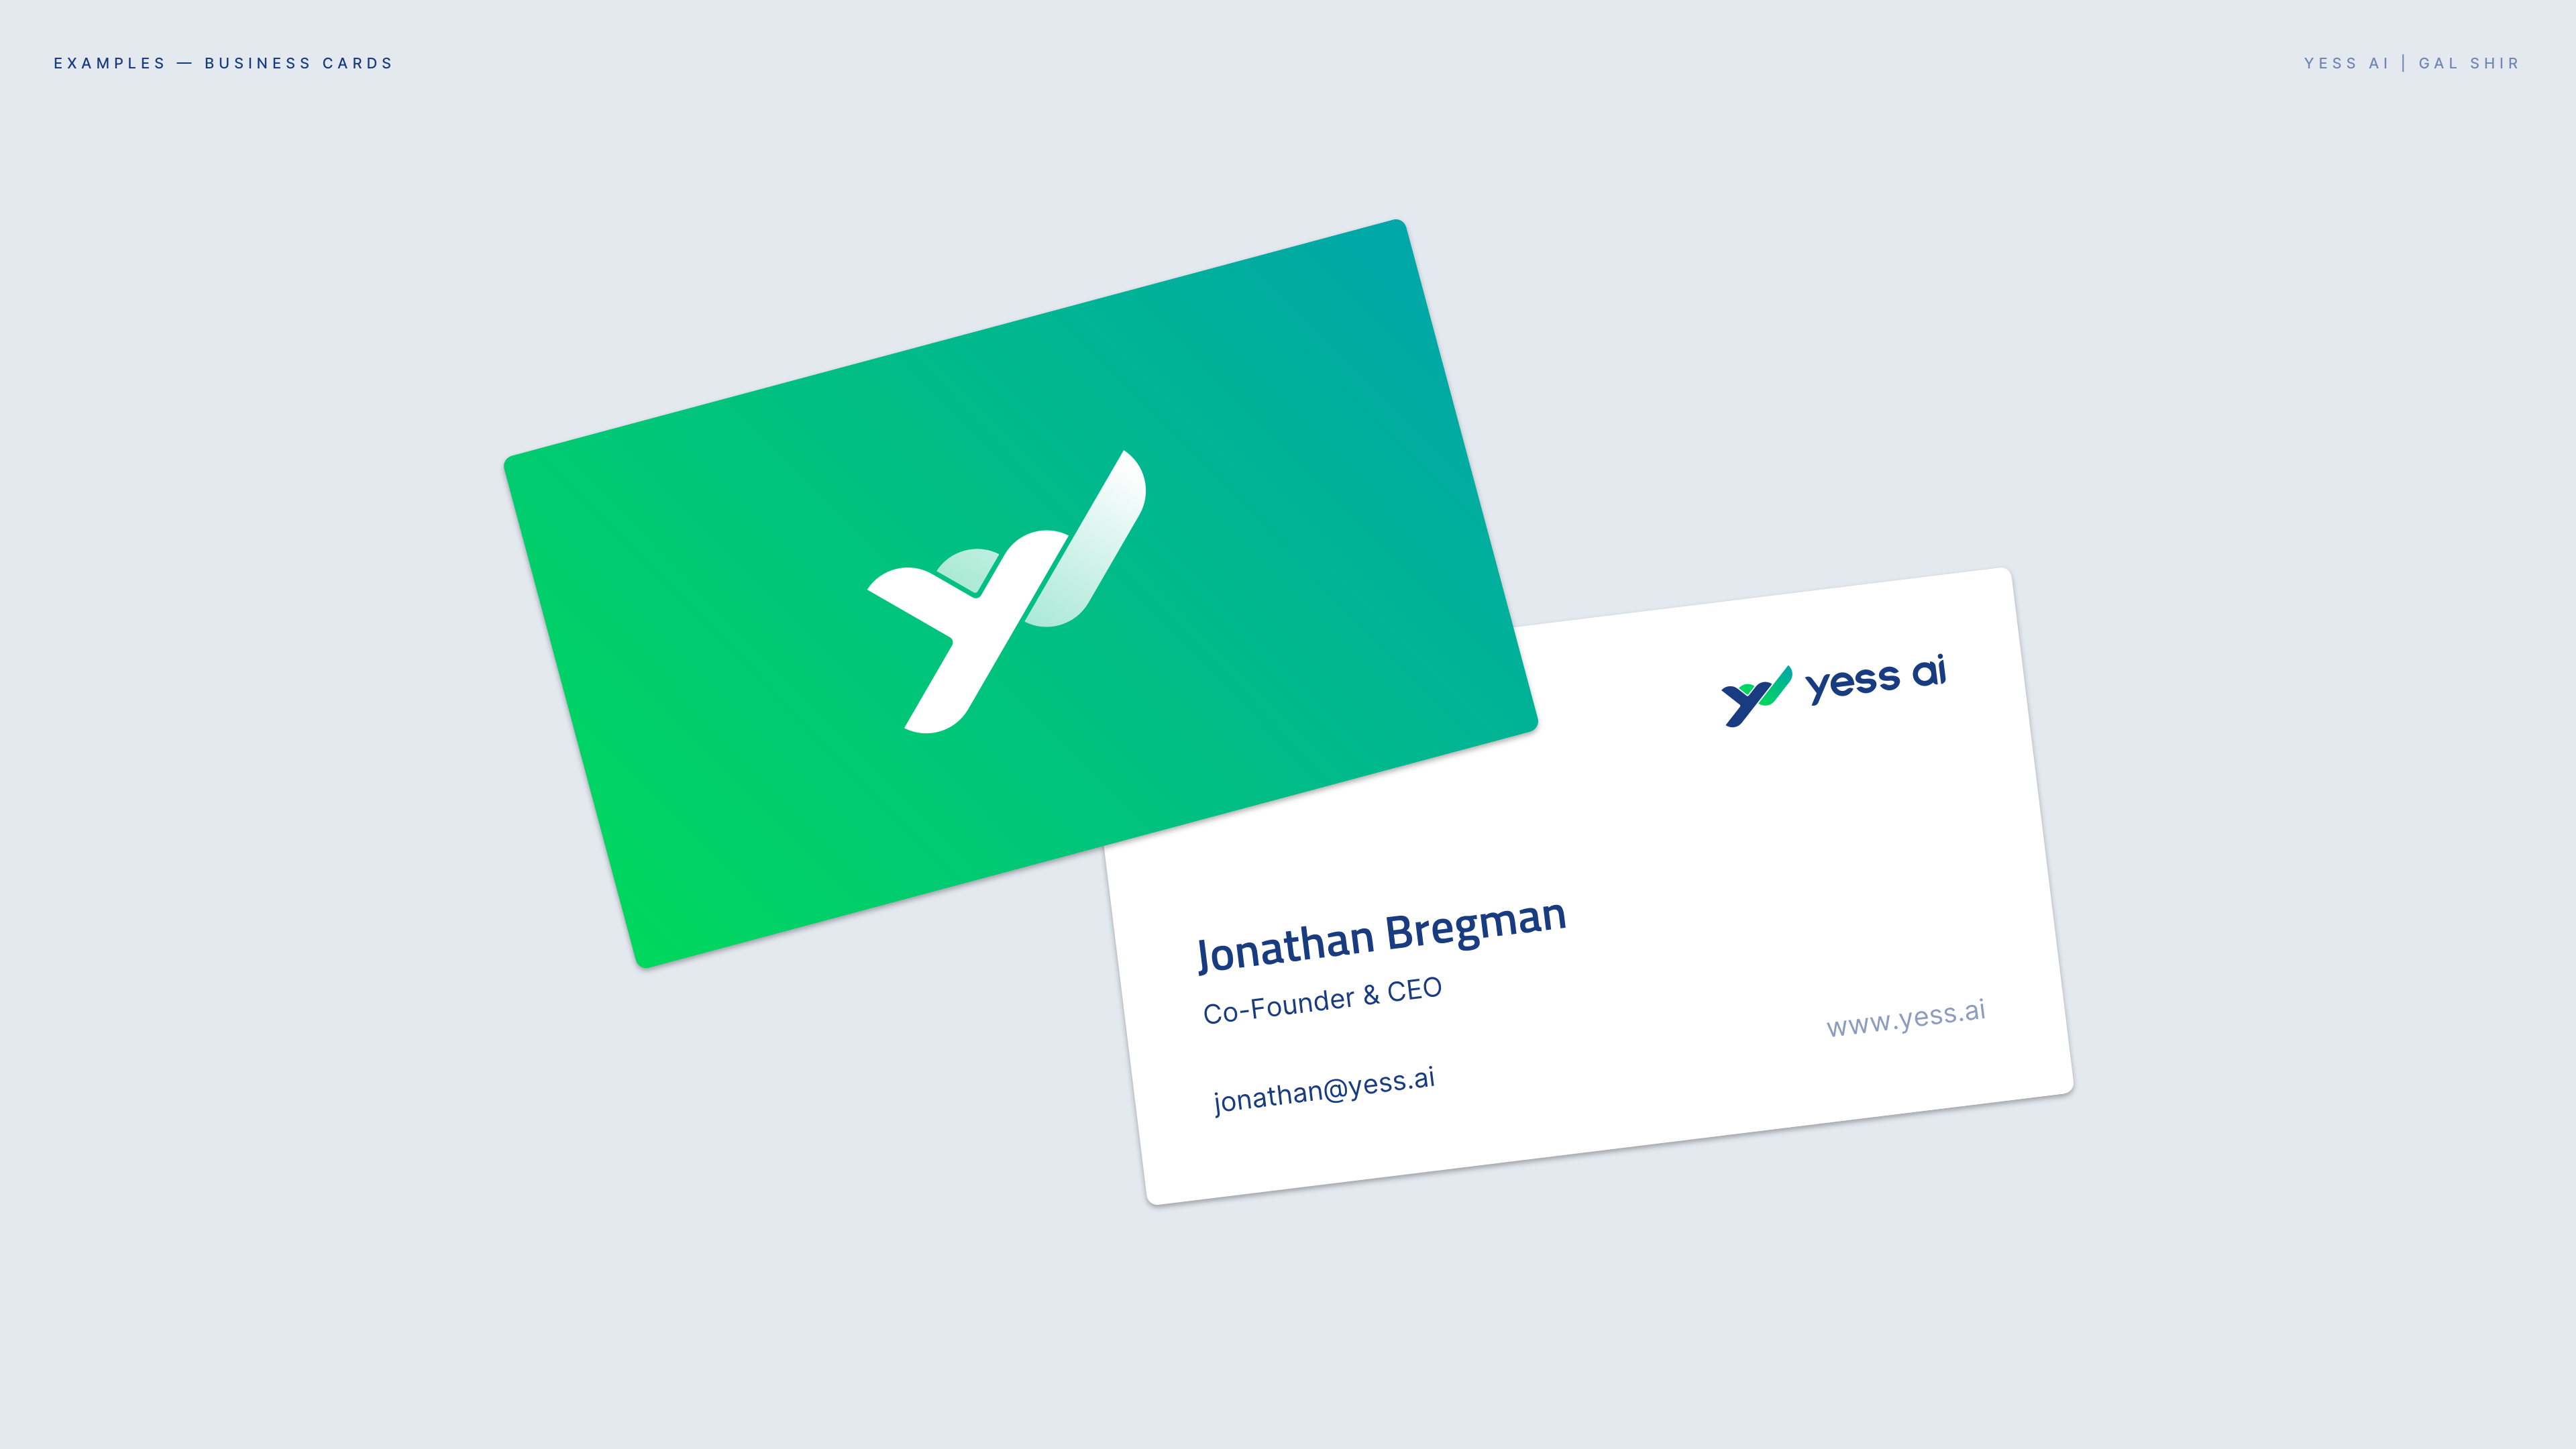 EXAMPLES — BUSINESS CARDS
YESS AI | GAL SHIR
yess ai
Jonathan Bregman
Co-Founder & CEO
www.yess.ai
jonathan@yess.ai